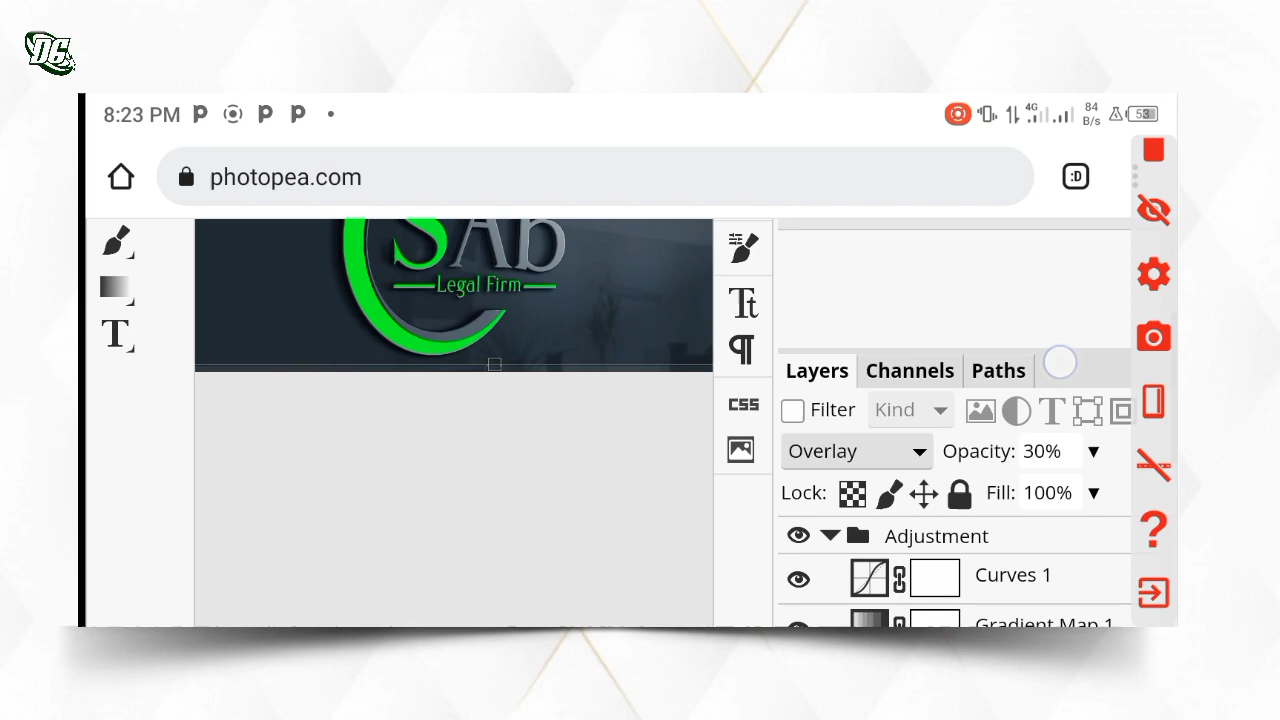 DG
8:23 PM
4G
84
B/s
53
photopea.com
:D
SAb
Legal Firm
T
Tt
¶
CSS
Layers
Channels
Paths
Filter
Kind
T
Overlay
Opacity: 30%
Lock:
Fill: 100%
Adjustment
Curves 1
Gradient Map 1
?